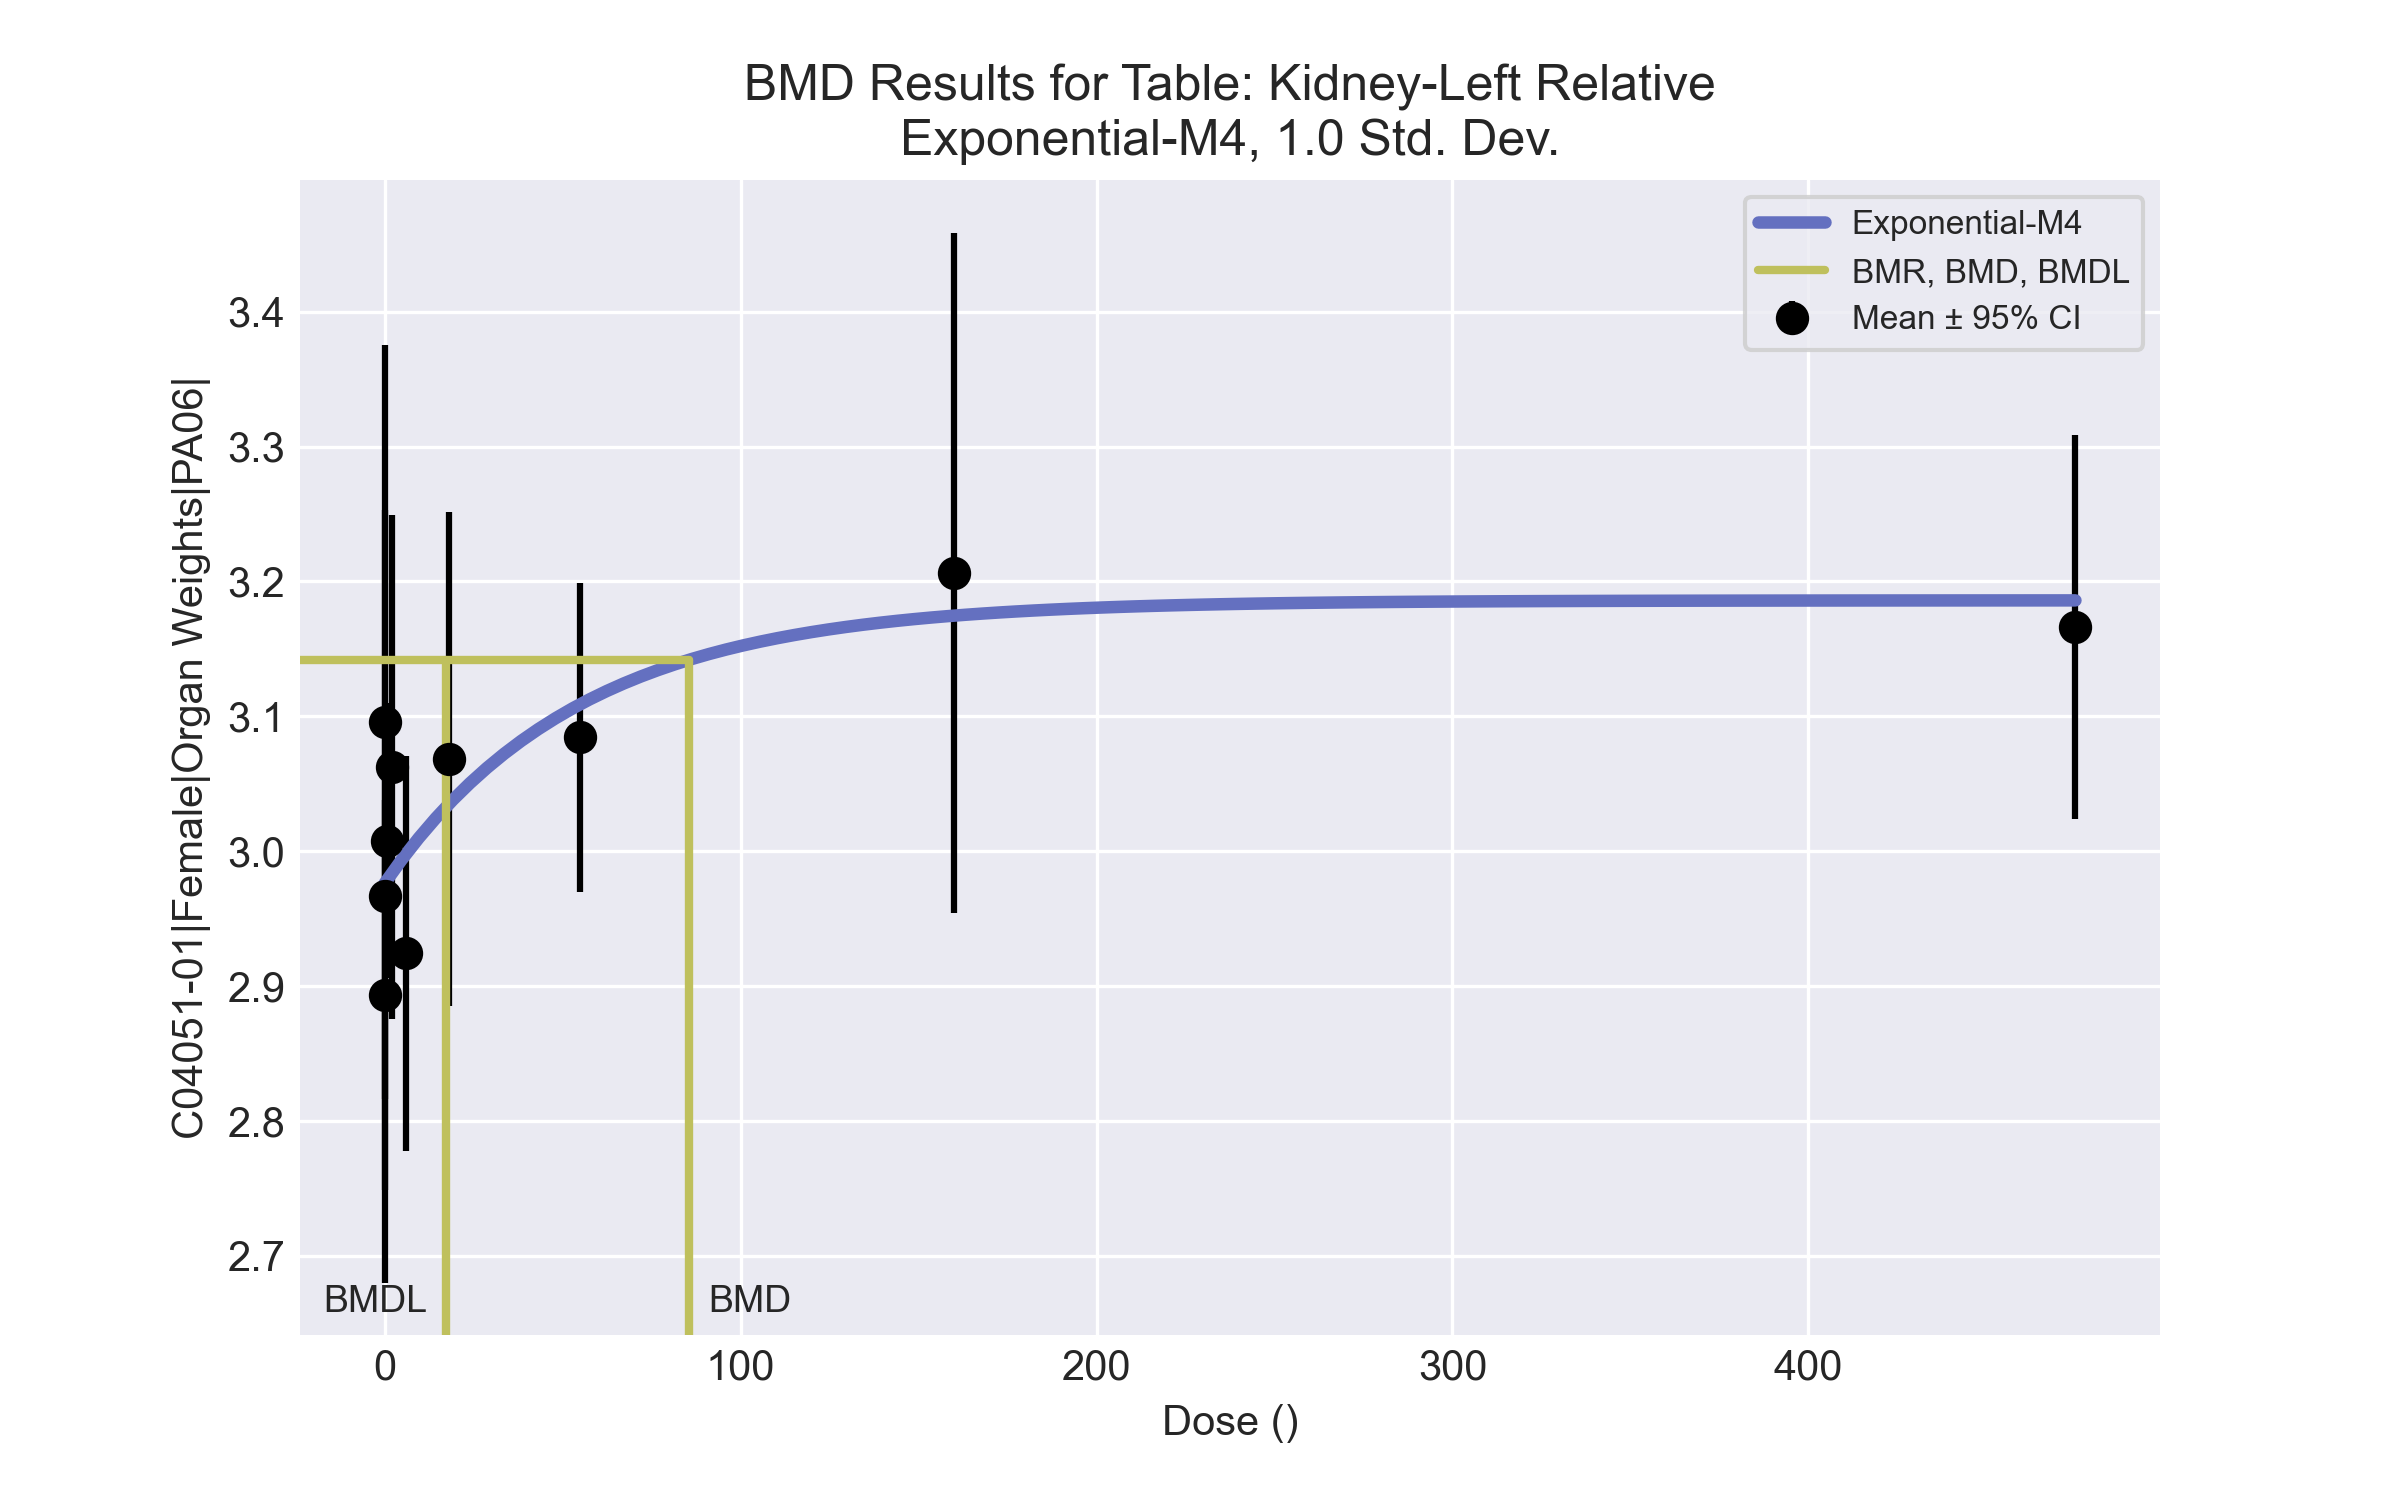 BMD Results for Table: Kidney-Left Relative
Exponential-M4, 1.0 Std. Dev.
Exponential-M4
BMR, BMD, BMDL
Mean ± 95% CI
C04051-01|Female|Organ Weights|PA06|
3.4
3.3
3.2
3.1
3.0
2.9
2.8
2.7
BMDL
BMD
0
100
200
300
400
Dose ()